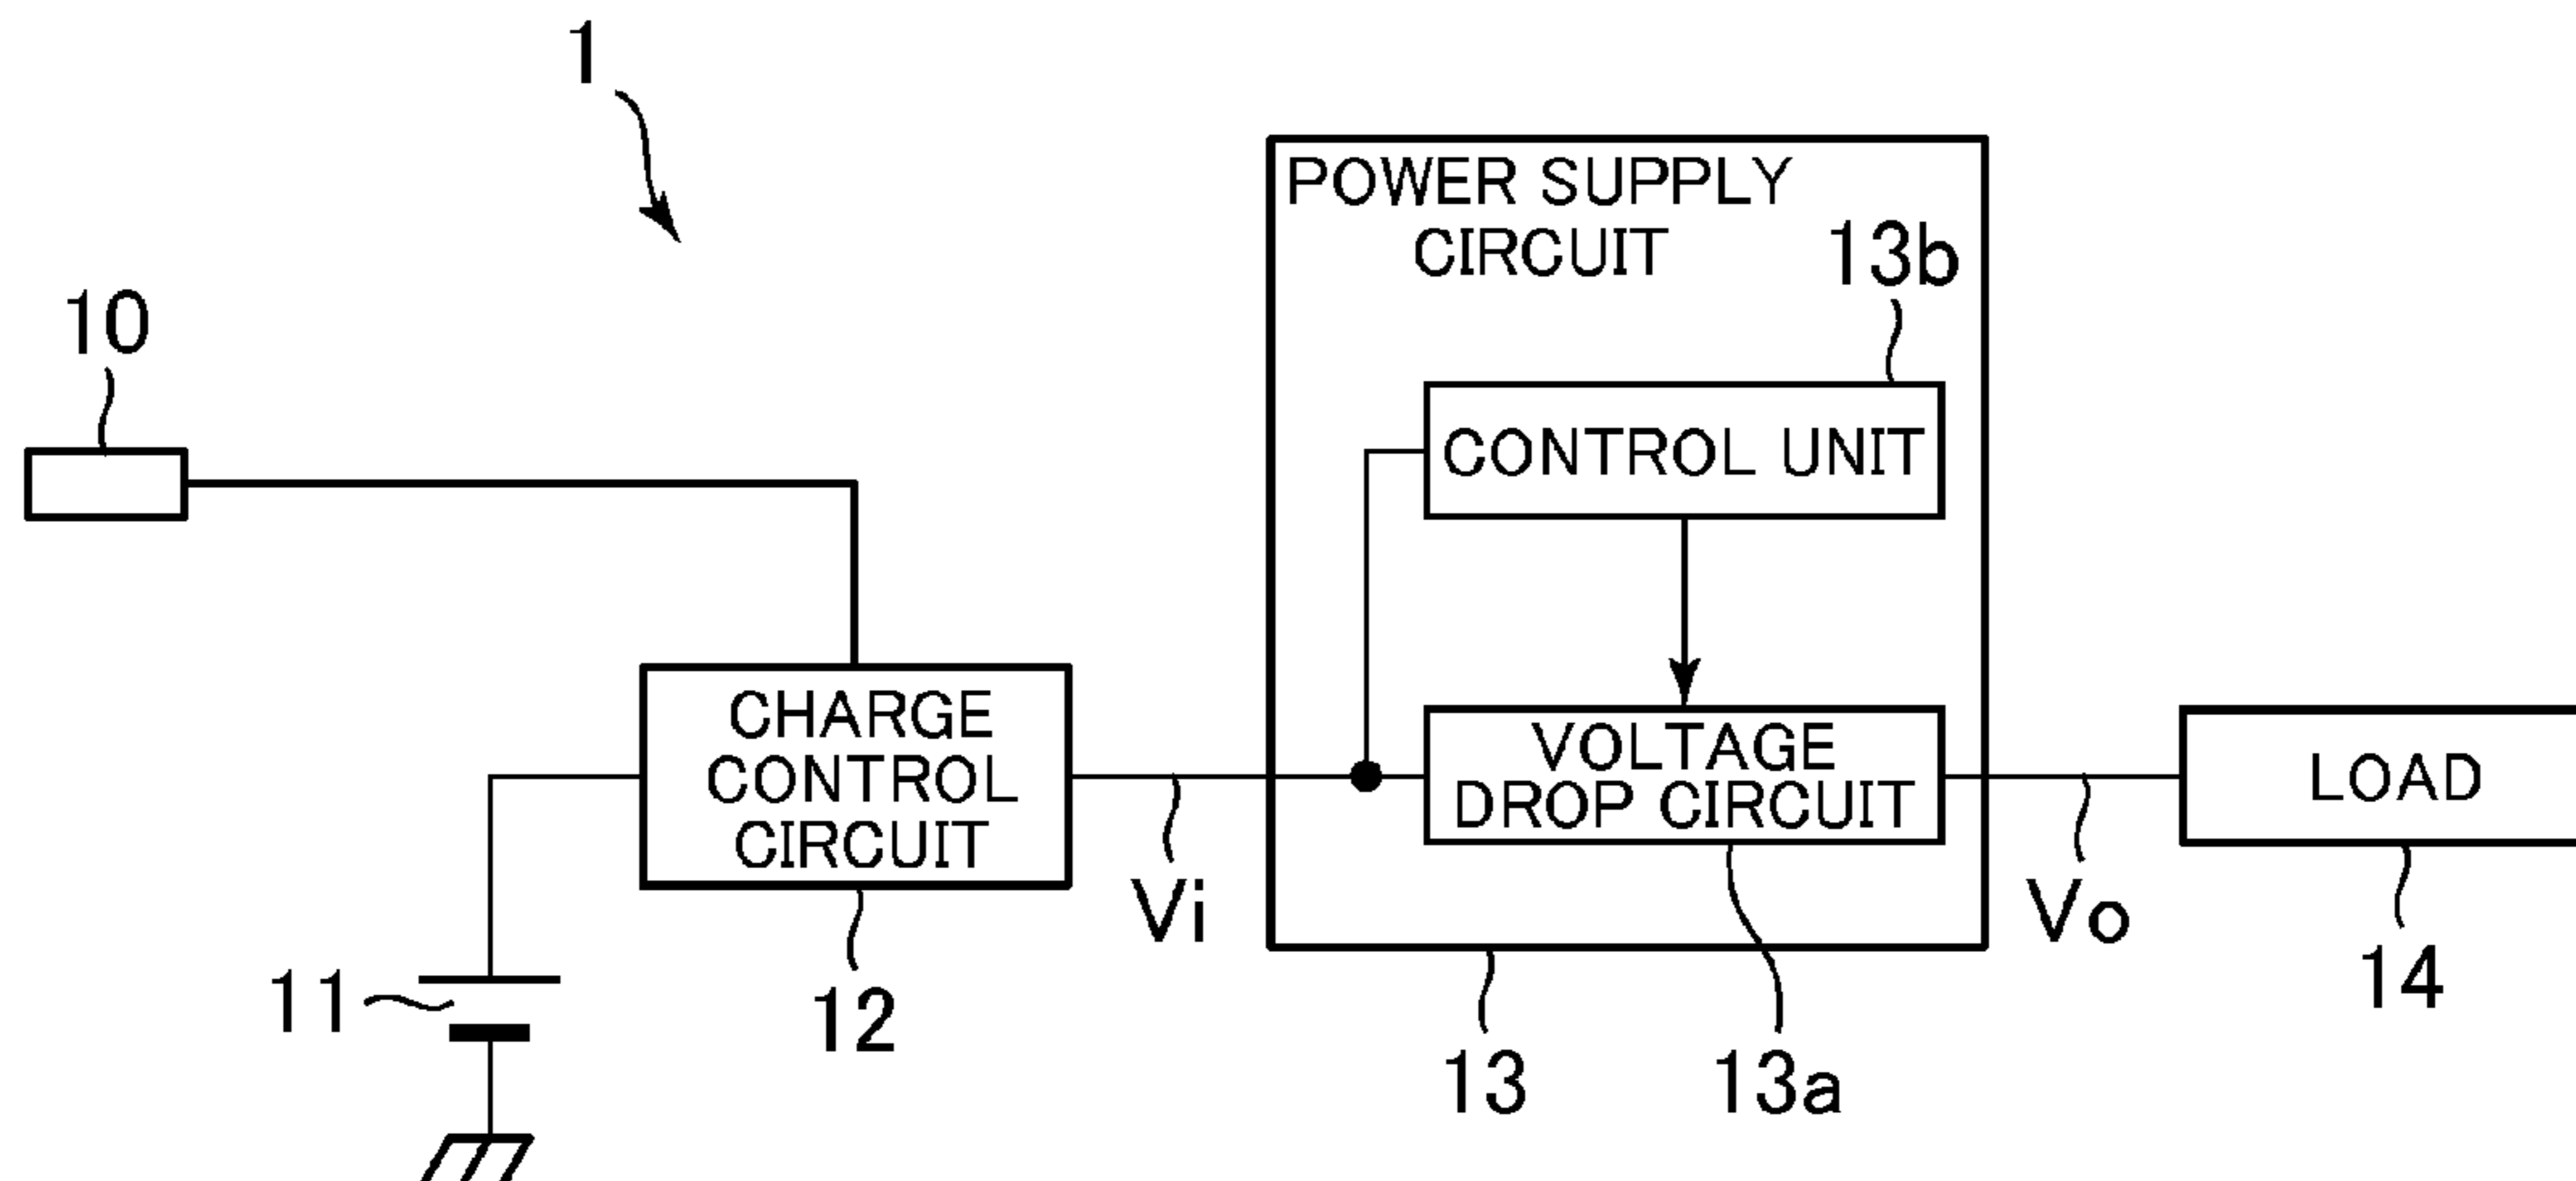 1
POWER SUPPLY
CIRCUIT
13b
10
CONTROL UNIT
CHARGE
CONTROL
CIRCUIT
VOLTAGE
DROP CIRCUIT
LOAD
Vi
Vo
11
12
14
13
13a